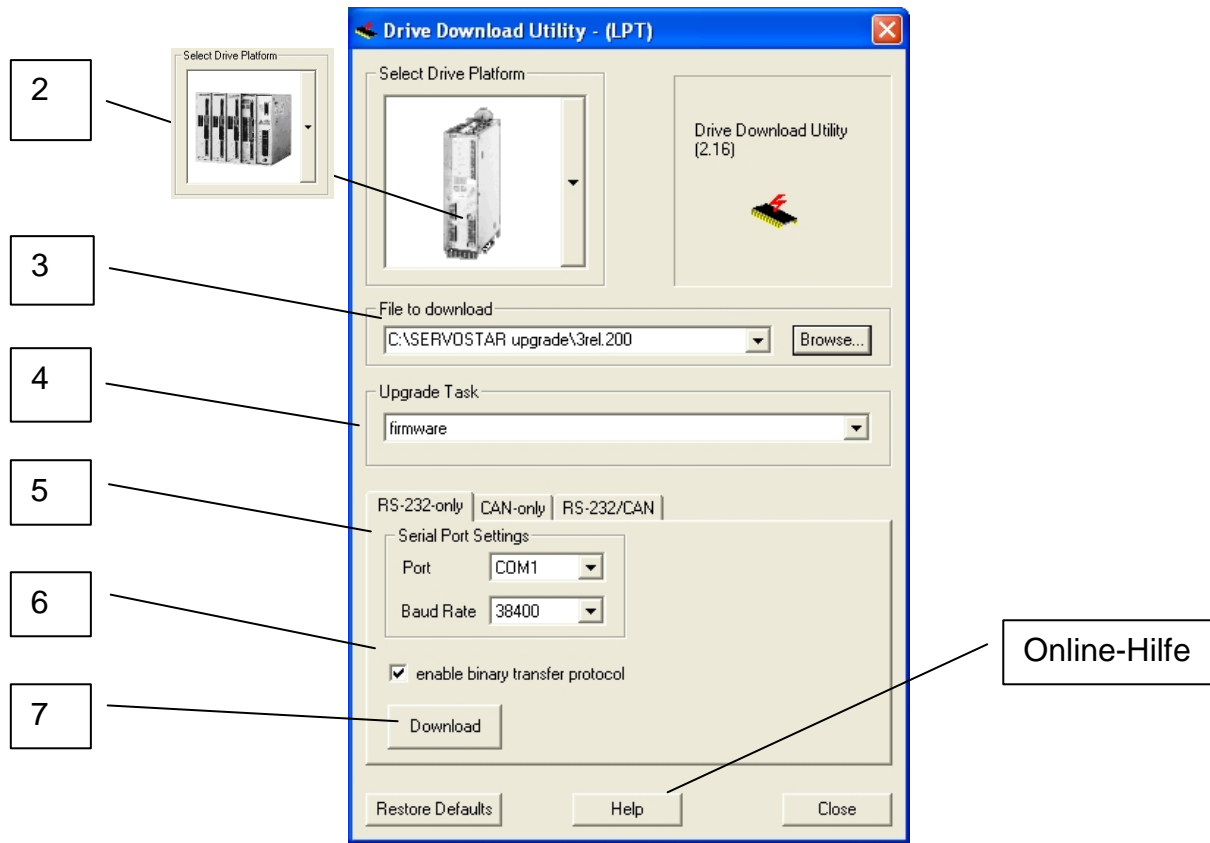 Drive Download Utility - (LPT)
2
Select Drive Platform
Select Drive Platform
Drive Download Utility
(2.16)
3
File to download
C:\SERVOSTAR upgrade\3rel.200
Browse...
4
Upgrade Task
firmware
5
RS-232-only
CAN-only
RS-232/CAN
Serial Port Settings
Port
COM1
Baud Rate
38400
6
enable binary transfer protocol
Online-Hilfe
7
Download
Restore Defaults
Help
Close